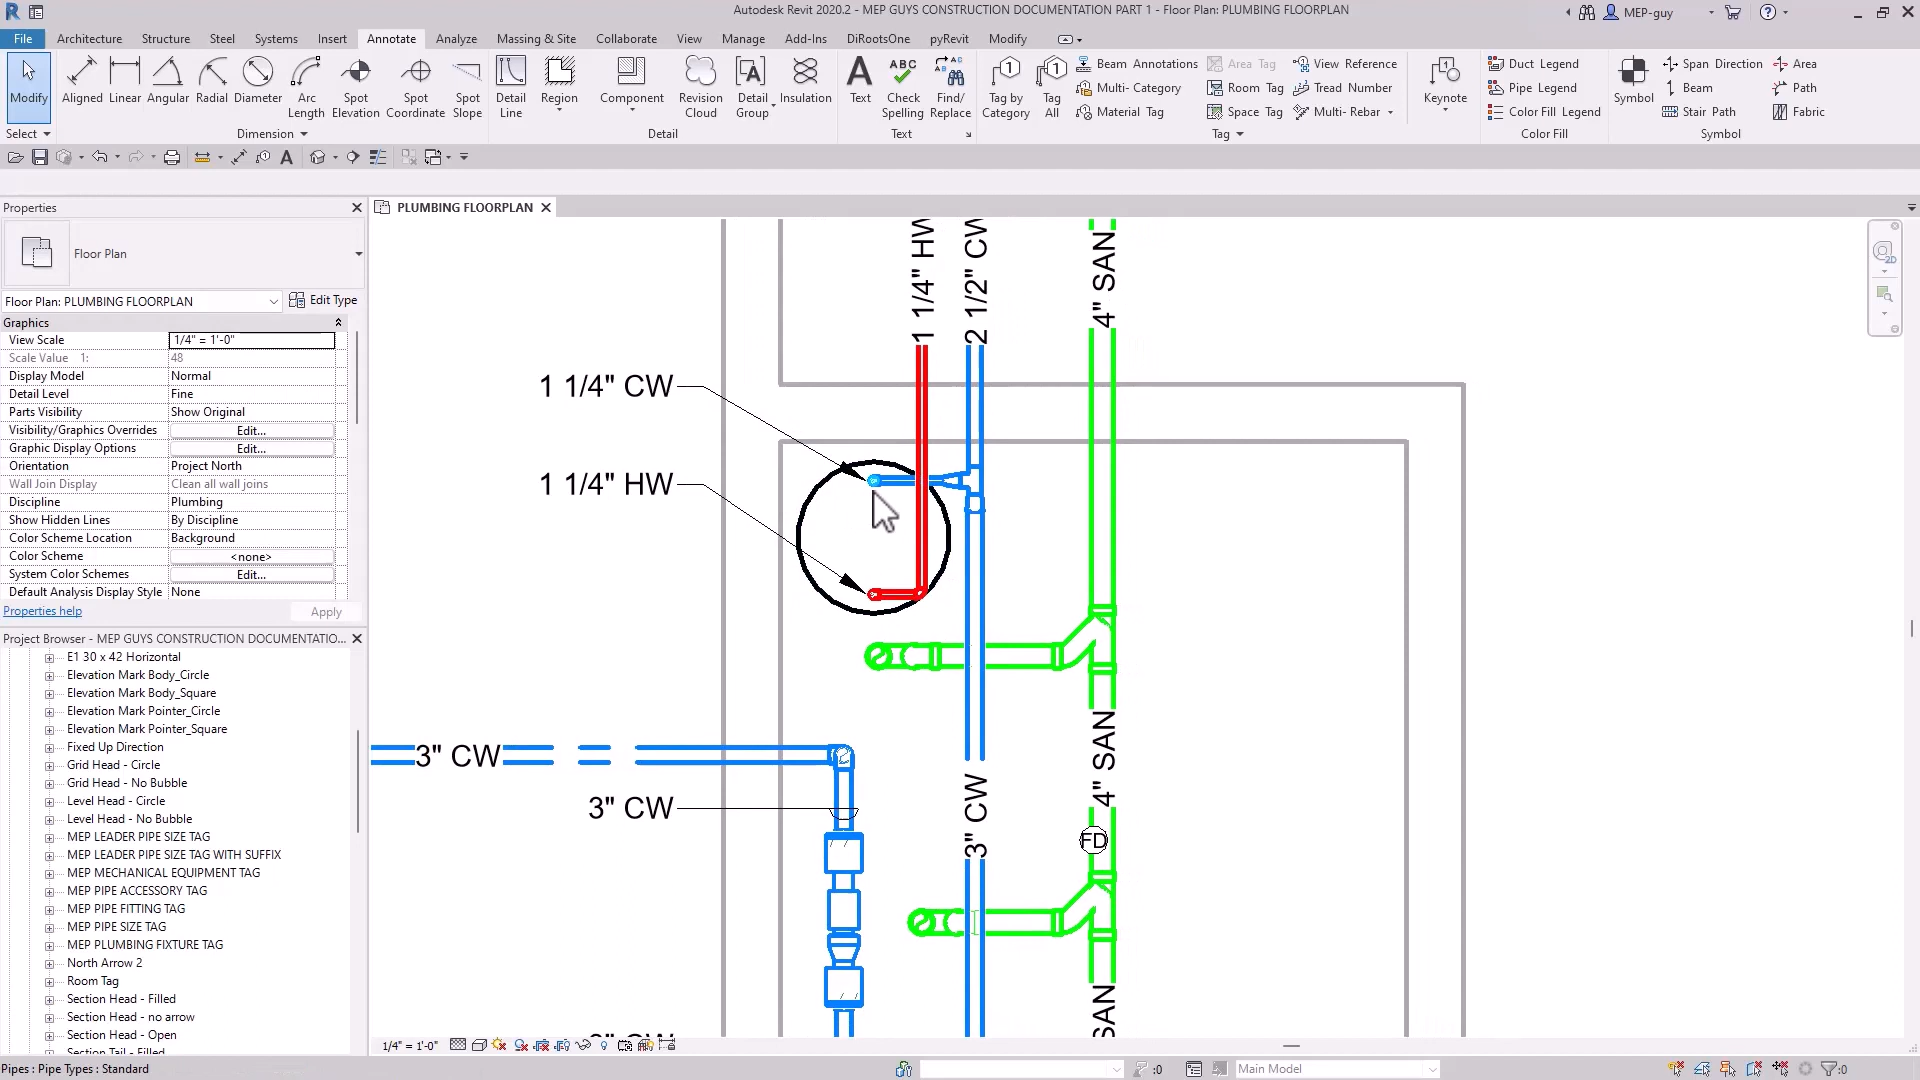 Autodesk Revit 2020.2 - MEP GUYS CONSTRUCTION DOCUMENTATION PART 1 - Floor Plan: PLUMBING FLOORPLAN
MEP-guy
File Architecture Structure Steel Systems Insert Annotate Analyze Massing & Site Collaborate View Manage Add-Ins DiRootsOne pyRevit Modify
Modify
Aligned Linear Angular Radial Diameter Arc Length Spot Elevation Spot Coordinate Spot Slope
Detail Line Region Component Revision Cloud Detail Group Insulation
Text Check Spelling Find/ Replace
Tag by Category Tag All
Beam Annotations Area Tag View Reference
Multi- Category Room Tag Tread Number
Material Tag Space Tag Multi- Rebar
Keynote
Duct Legend
Pipe Legend
Color Fill Legend
Symbol
Span Direction Area
Beam Path
Stair Path Fabric
Select Dimension Detail Text Tag Color Fill Symbol
Properties
PLUMBING FLOORPLAN
Floor Plan
Floor Plan: PLUMBING FLOORPLAN Edit Type
Graphics
View Scale 1/4" = 1'-0"
Scale Value 1: 48
Display Model Normal
Detail Level Fine
Parts Visibility Show Original
Visibility/Graphics Overrides Edit...
Graphic Display Options Edit...
Orientation Project North
Wall Join Display Clean all wall joins
Discipline Plumbing
Show Hidden Lines By Discipline
Color Scheme Location Background
Color Scheme <none>
System Color Schemes Edit...
Default Analysis Display Style None
Properties help Apply
Project Browser - MEP GUYS CONSTRUCTION DOCUMENTATIO...
E1 30 x 42 Horizontal
Elevation Mark Body_Circle
Elevation Mark Body_Square
Elevation Mark Pointer_Circle
Elevation Mark Pointer_Square
Fixed Up Direction
Grid Head - Circle
Grid Head - No Bubble
Level Head - Circle
Level Head - No Bubble
MEP LEADER PIPE SIZE TAG
MEP LEADER PIPE SIZE TAG WITH SUFFIX
MEP MECHANICAL EQUIPMENT TAG
MEP PIPE ACCESSORY TAG
MEP PIPE FITTING TAG
MEP PIPE SIZE TAG
MEP PLUMBING FIXTURE TAG
North Arrow 2
Room Tag
Section Head - Filled
Section Head - no arrow
Section Head - Open
Section Tail - Filled
1 1/4" HW
2 1/2" CW
4" SAN
1 1/4" CW
1 1/4" HW
3" CW
3" CW
3" CW
4" SAN
FD
SAN
1/4" = 1'-0"
Pipes : Pipe Types : Standard
:0
Main Model
:0